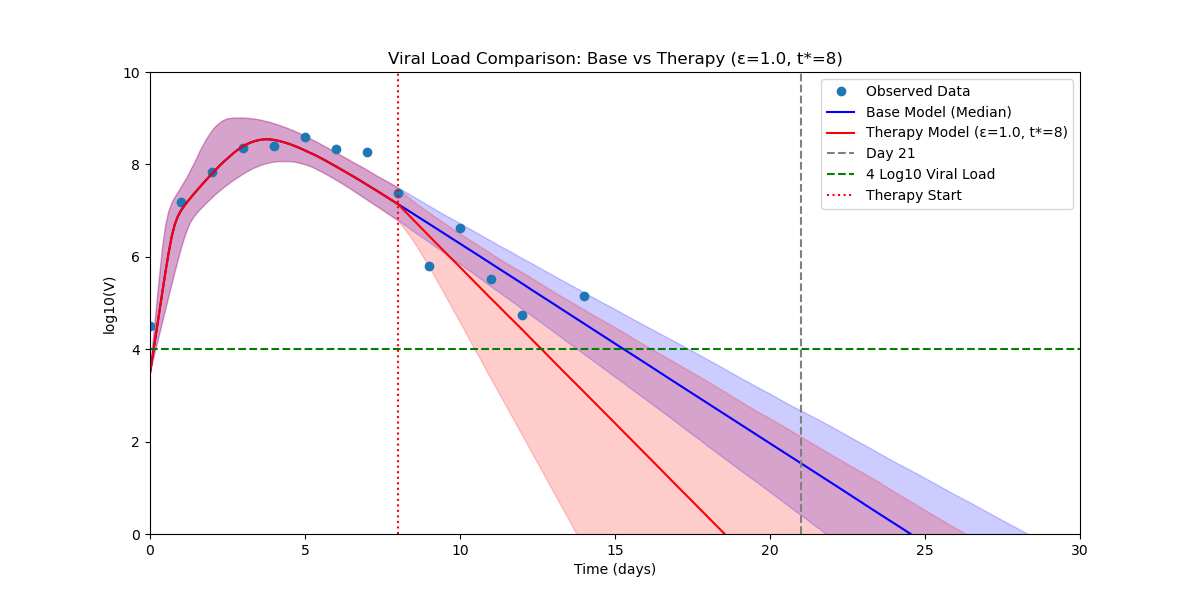 Viral Load Comparison: Base vs Therapy (ε=1.0, t*=8)
10
8
6
4
2
0
log10(V)
Observed Data
Base Model (Median)
Therapy Model (ε=1.0, t*=8)
Day 21
4 Log10 Viral Load
Therapy Start
0 5 10 15 20 25 30
Time (days)